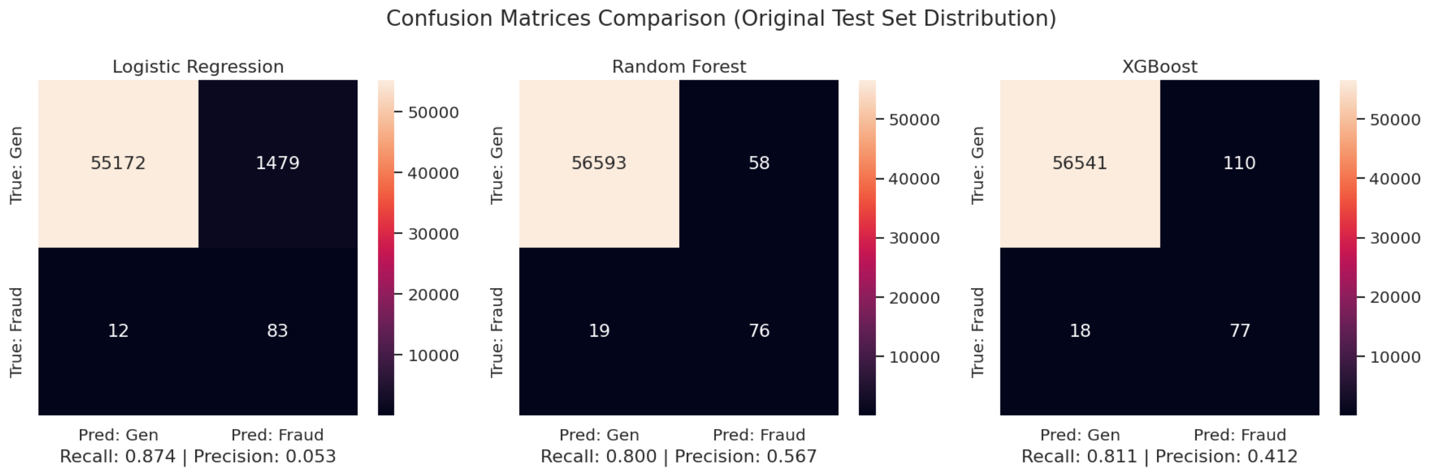 Confusion Matrices Comparison (Original Test Set Distribution)
Logistic Regression
True: Gen
True: Fraud
55172
1479
12
83
50000
40000
30000
20000
10000
Pred: Gen
Pred: Fraud
Recall: 0.874 | Precision: 0.053
Random Forest
True: Gen
True: Fraud
56593
58
19
76
50000
40000
30000
20000
10000
Pred: Gen
Pred: Fraud
Recall: 0.800 | Precision: 0.567
XGBoost
True: Gen
True: Fraud
56541
110
18
77
50000
40000
30000
20000
10000
Pred: Gen
Pred: Fraud
Recall: 0.811 | Precision: 0.412